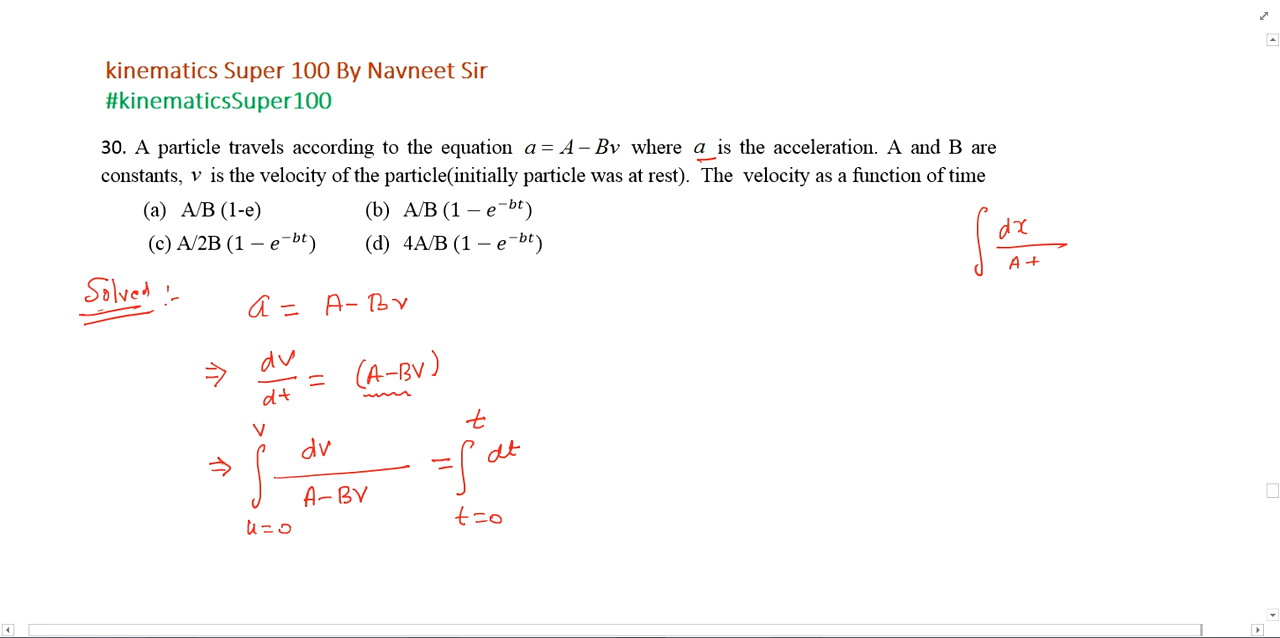 kinematics Super 100 By Navneet Sir
#kinematicsSuper100
30. A particle travels according to the equation a = A − Bv where a is the acceleration. A and B are
constants, v is the velocity of the particle(initially particle was at rest). The velocity as a function of time
(a) A/B (1-e) (b) A/B (1 − e^−bt)
(c) A/2B (1 − e^−bt) (d) 4A/B (1 − e^−bt)
∫ dx / A+
Solved :-
a = A − Bv
⇒ dv/dt = (A−BV)
⇒ ∫_{u=0}^{v} dv / A−BV = ∫_{t=0}^{t} dt